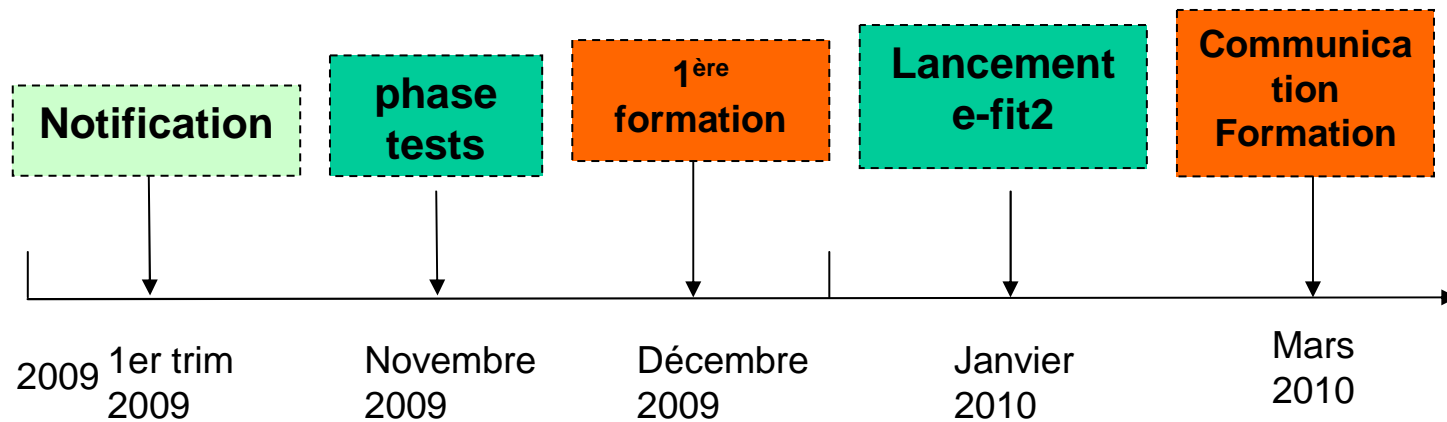 Notification
phase
tests
1ère
formation
Lancement
e-fit2
Communica
tion
Formation
2009
1er trim
2009
Novembre
2009
Décembre
2009
Janvier
2010
Mars
2010